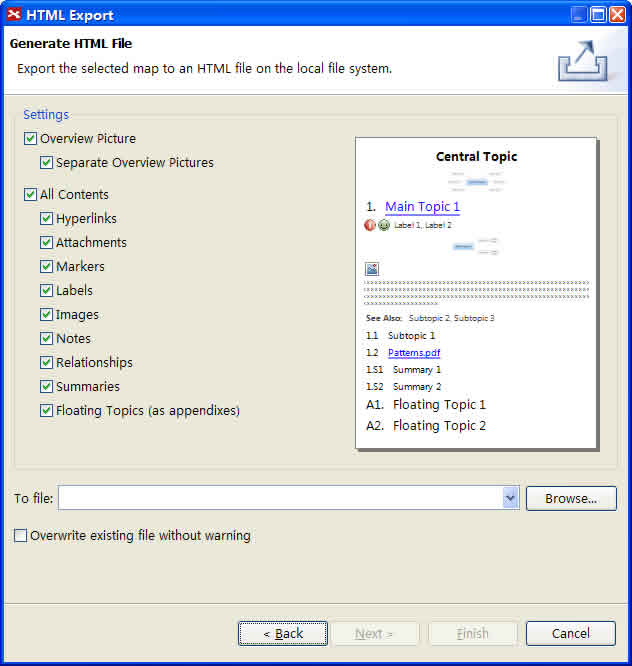 HTML Export
Generate HTML File
Export the selected map to an HTML file on the local file system.
Settings
Overview Picture
Separate Overview Pictures
All Contents
Hyperlinks
Attachments
Markers
Labels
Images
Notes
Relationships
Summaries
Floating Topics (as appendixes)
Central Topic
1. Main Topic 1
Label 1, Label 2
See Also: Subtopic 2, Subtopic 3
1.1 Subtopic 1
1.2 Patterns.pdf
1.S1 Summary 1
1.S2 Summary 2
A1. Floating Topic 1
A2. Floating Topic 2
To file:
Browse...
Overwrite existing file without warning
< Back
Next >
Finish
Cancel